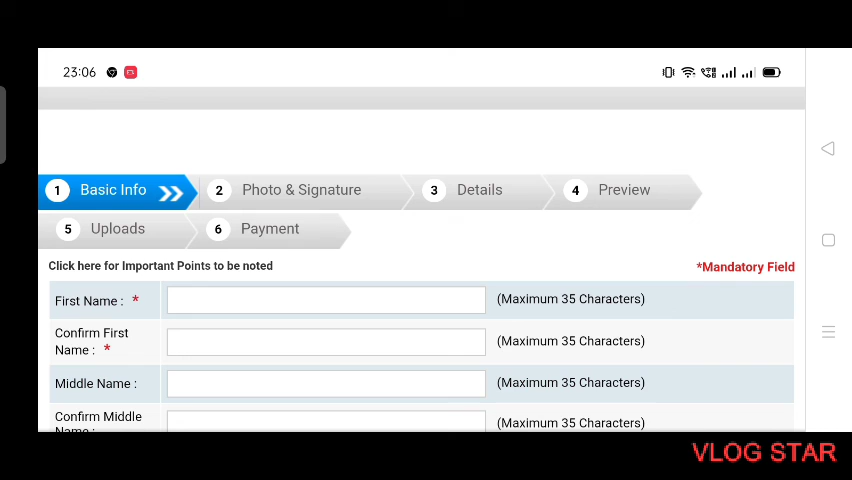 23:06
1 Basic Info 2 Photo & Signature 3 Details 4 Preview
5 Uploads 6 Payment
Click here for Important Points to be noted *Mandatory Field
First Name : * (Maximum 35 Characters)
Confirm First
Name : * (Maximum 35 Characters)
Middle Name : (Maximum 35 Characters)
Confirm Middle
Name : (Maximum 35 Characters)
VLOG STAR